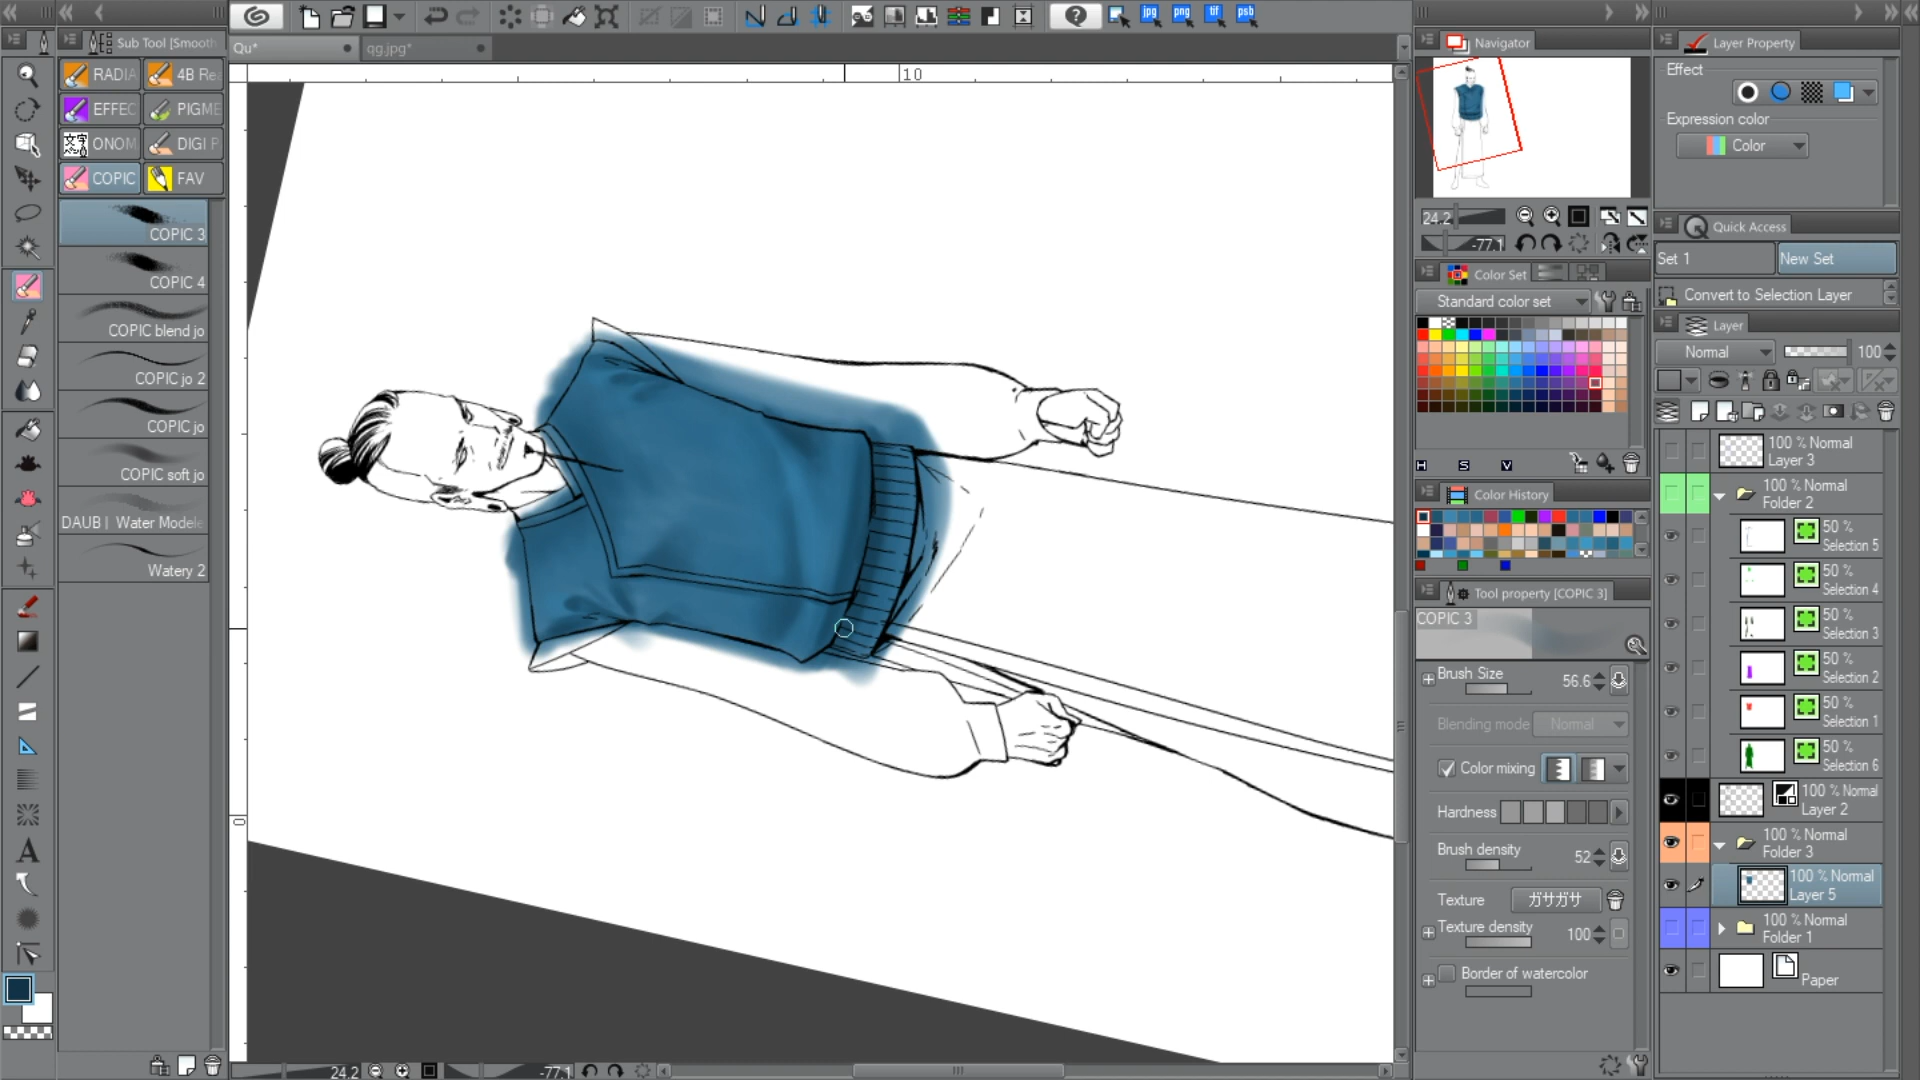 Sub Tool [Smooth
RADIA
4B Re
EFFEC
PIGME
ONOM
DIGI P
COPIC
FAV
COPIC 3
COPIC 4
COPIC blend jo
COPIC jo 2
COPIC jo
COPIC soft jo
DAUB | Water Modele
Watery 2
Qu*
qg.jpg*
jpg
png
tif
psb
10
0
24.2
-77.1
Navigator
24.2
-77.1
Color Set
Standard color set
H
S
V
Color History
Tool property [COPIC 3]
COPIC 3
Brush Size
56.6
Blending mode
Normal
Color mixing
Hardness
Brush density
52
Texture
ガサガサ
Texture density
100
Border of watercolor
Layer Property
Effect
Expression color
Color
Quick Access
Set 1
New Set
Convert to Selection Layer
Layer
Normal
100
100 % Normal
Layer 3
100 % Normal
Folder 2
50 %
Selection 5
50 %
Selection 4
50 %
Selection 3
50 %
Selection 2
50 %
Selection 1
50 %
Selection 6
100 % Normal
Layer 2
100 % Normal
Folder 3
100 % Normal
Layer 5
100 % Normal
Folder 1
Paper